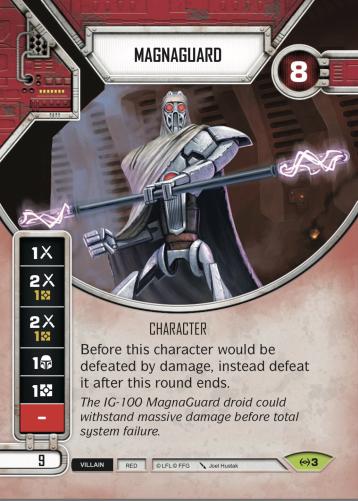 MAGNAGUARD
8
1
2
1
2
1
1
1
-
9
CHARACTER
Before this character would be
defeated by damage, instead defeat
it after this round ends.
The IG-100 MagnaGuard droid could
withstand massive damage before total
system failure.
VILLAIN RED © LFL © FFG Joel Hustak 3